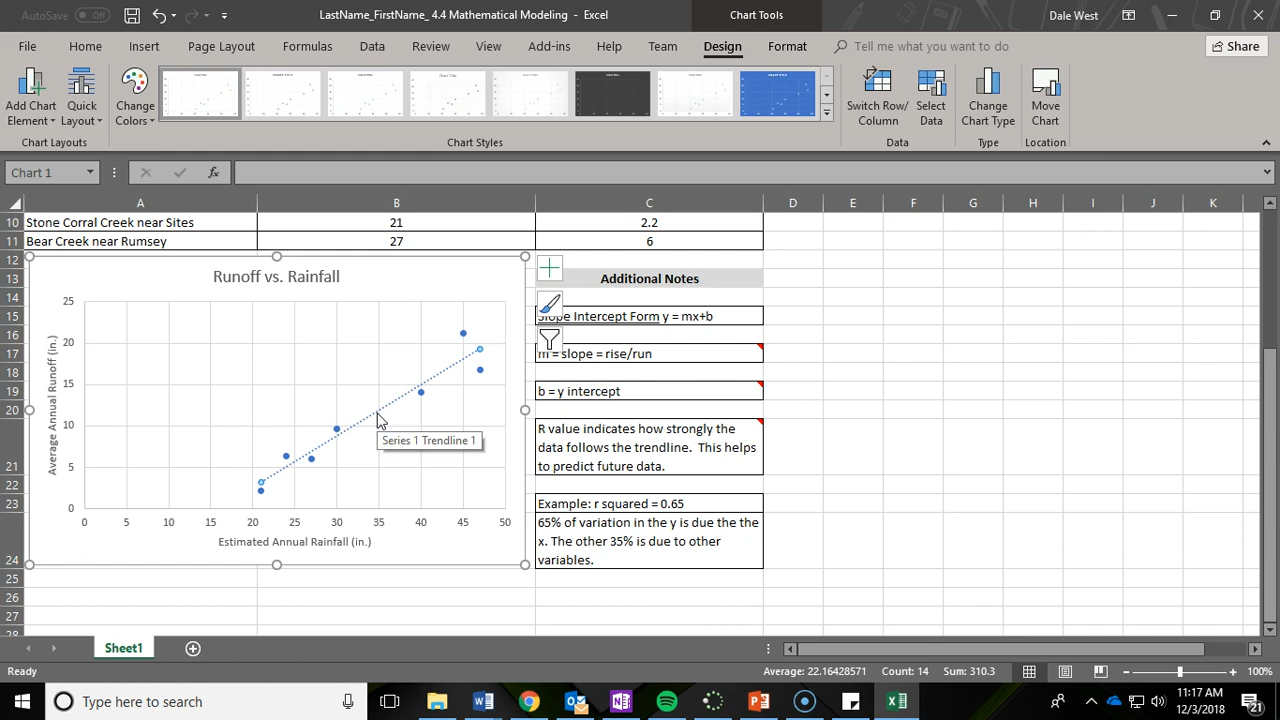 AutoSave Off
LastName_FirstName_ 4.4 Mathematical Modeling - Excel
Chart Tools
Dale West
File Home Insert Page Layout Formulas Data Review View Add-ins Help Team Design Format Tell me what you want to do Share
Add Chart Element
Quick Layout
Change Colors
Switch Row/ Column
Select Data
Change Chart Type
Move Chart
Chart Layouts Chart Styles Data Type Location
Chart 1
fx
A B C D E F G H I J K
10 Stone Corral Creek near Sites 21 2.2
11 Bear Creek near Rumsey 27 6
12
13 Additional Notes
14
15 Slope Intercept Form y = mx+b
16
17 m = slope = rise/run
18
19 b = y intercept
20
R value indicates how strongly the
data follows the trendline. This helps
21 to predict future data.
22
23 Example: r squared = 0.65
65% of variation in the y is due the the
x. The other 35% is due to other
24 variables.
25
26
27
28
Runoff vs. Rainfall
Average Annual Runoff (in.)
25
20
15
10
5
0
0 5 10 15 20 25 30 35 40 45 50
Estimated Annual Rainfall (in.)
Series 1 Trendline 1
Sheet1
Ready
Average: 22.16428571 Count: 14 Sum: 310.3
100%
Type here to search
11:17 AM
12/3/2018
21